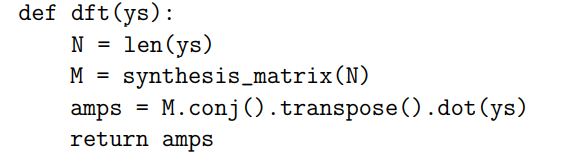 def dft(ys):
    N = len(ys)
    M = synthesis_matrix(N)
    amps = M.conj().transpose().dot(ys)
    return amps